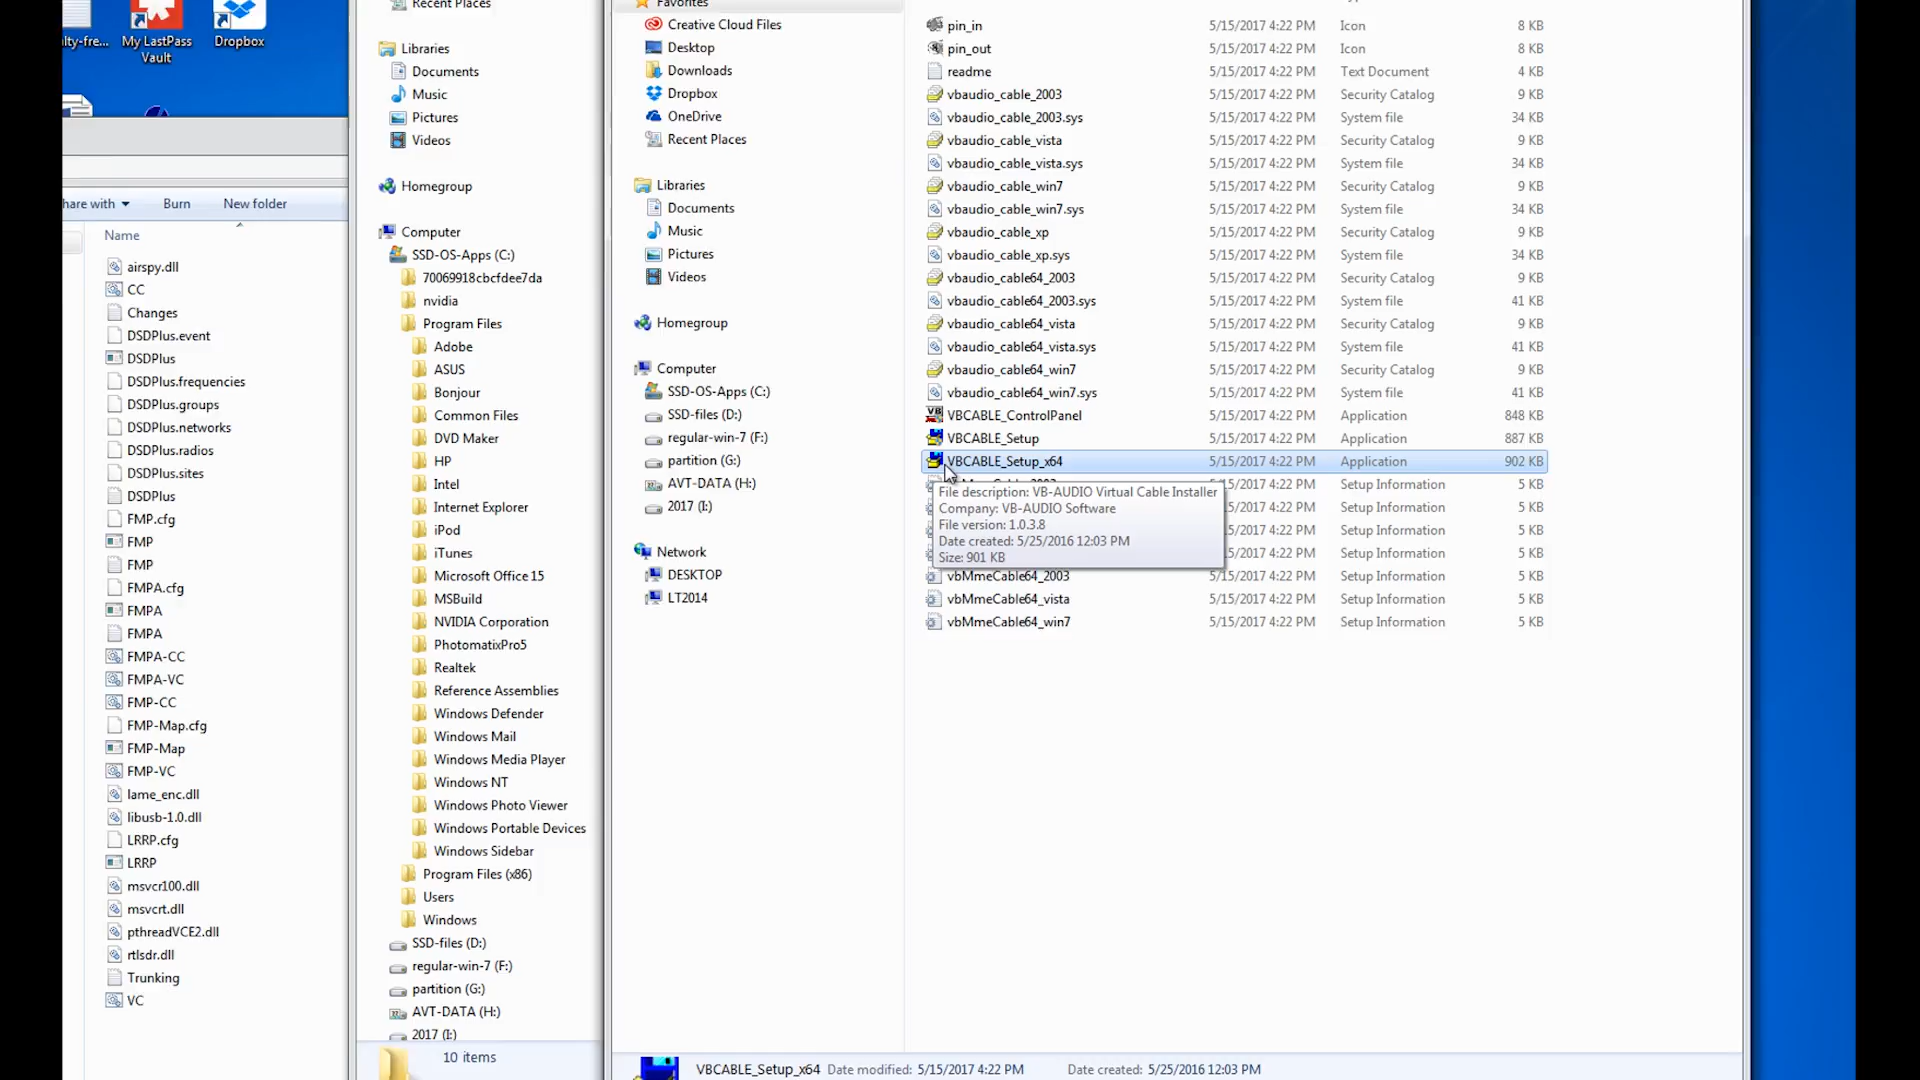 lty-fre...
My LastPass
Vault
Dropbox
hare with
Burn
New folder
Name
airspy.dll
CC
Changes
DSDPlus.event
DSDPlus
DSDPlus.frequencies
DSDPlus.groups
DSDPlus.networks
DSDPlus.radios
DSDPlus.sites
DSDPlus
FMP.cfg
FMP
FMP
FMPA.cfg
FMPA
FMPA
FMPA-CC
FMPA-VC
FMP-CC
FMP-Map.cfg
FMP-Map
FMP-VC
lame_enc.dll
libusb-1.0.dll
LRRP.cfg
LRRP
msvcr100.dll
msvcrt.dll
pthreadVCE2.dll
rtlsdr.dll
Trunking
VC
Recent Places
Libraries
Documents
Music
Pictures
Videos
Homegroup
Computer
SSD-OS-Apps (C:)
70069918cbcfdee7da
nvidia
Program Files
Adobe
ASUS
Bonjour
Common Files
DVD Maker
HP
Intel
Internet Explorer
iPod
iTunes
Microsoft Office 15
MSBuild
NVIDIA Corporation
PhotomatixPro5
Realtek
Reference Assemblies
Windows Defender
Windows Mail
Windows Media Player
Windows NT
Windows Photo Viewer
Windows Portable Devices
Windows Sidebar
Program Files (x86)
Users
Windows
SSD-files (D:)
regular-win-7 (F:)
partition (G:)
AVT-DATA (H:)
2017 (I:)
10 items
Favorites
Creative Cloud Files
Desktop
Downloads
Dropbox
OneDrive
Recent Places
Libraries
Documents
Music
Pictures
Videos
Homegroup
Computer
SSD-OS-Apps (C:)
SSD-files (D:)
regular-win-7 (F:)
partition (G:)
AVT-DATA (H:)
2017 (I:)
Network
DESKTOP
LT2014
pin_in 5/15/2017 4:22 PM Icon 8 KB
pin_out 5/15/2017 4:22 PM Icon 8 KB
readme 5/15/2017 4:22 PM Text Document 4 KB
vbaudio_cable_2003 5/15/2017 4:22 PM Security Catalog 9 KB
vbaudio_cable_2003.sys 5/15/2017 4:22 PM System file 34 KB
vbaudio_cable_vista 5/15/2017 4:22 PM Security Catalog 9 KB
vbaudio_cable_vista.sys 5/15/2017 4:22 PM System file 34 KB
vbaudio_cable_win7 5/15/2017 4:22 PM Security Catalog 9 KB
vbaudio_cable_win7.sys 5/15/2017 4:22 PM System file 34 KB
vbaudio_cable_xp 5/15/2017 4:22 PM Security Catalog 9 KB
vbaudio_cable_xp.sys 5/15/2017 4:22 PM System file 34 KB
vbaudio_cable64_2003 5/15/2017 4:22 PM Security Catalog 9 KB
vbaudio_cable64_2003.sys 5/15/2017 4:22 PM System file 41 KB
vbaudio_cable64_vista 5/15/2017 4:22 PM Security Catalog 9 KB
vbaudio_cable64_vista.sys 5/15/2017 4:22 PM System file 41 KB
vbaudio_cable64_win7 5/15/2017 4:22 PM Security Catalog 9 KB
vbaudio_cable64_win7.sys 5/15/2017 4:22 PM System file 41 KB
VBCABLE_ControlPanel 5/15/2017 4:22 PM Application 848 KB
VBCABLE_Setup 5/15/2017 4:22 PM Application 887 KB
VBCABLE_Setup_x64 5/15/2017 4:22 PM Application 902 KB
5/15/2017 4:22 PM Setup Information 5 KB
File description: VB-AUDIO Virtual Cable Installer
Company: VB-AUDIO Software
File version: 1.0.3.8
Date created: 5/25/2016 12:03 PM
Size: 901 KB
:/15/2017 4:22 PM Setup Information 5 KB
:/15/2017 4:22 PM Setup Information 5 KB
:/15/2017 4:22 PM Setup Information 5 KB
vbMmeCable64_2003 5/15/2017 4:22 PM Setup Information 5 KB
vbMmeCable64_vista 5/15/2017 4:22 PM Setup Information 5 KB
vbMmeCable64_win7 5/15/2017 4:22 PM Setup Information 5 KB
VBCABLE_Setup_x64 Date modified: 5/15/2017 4:22 PM Date created: 5/25/2016 12:03 PM